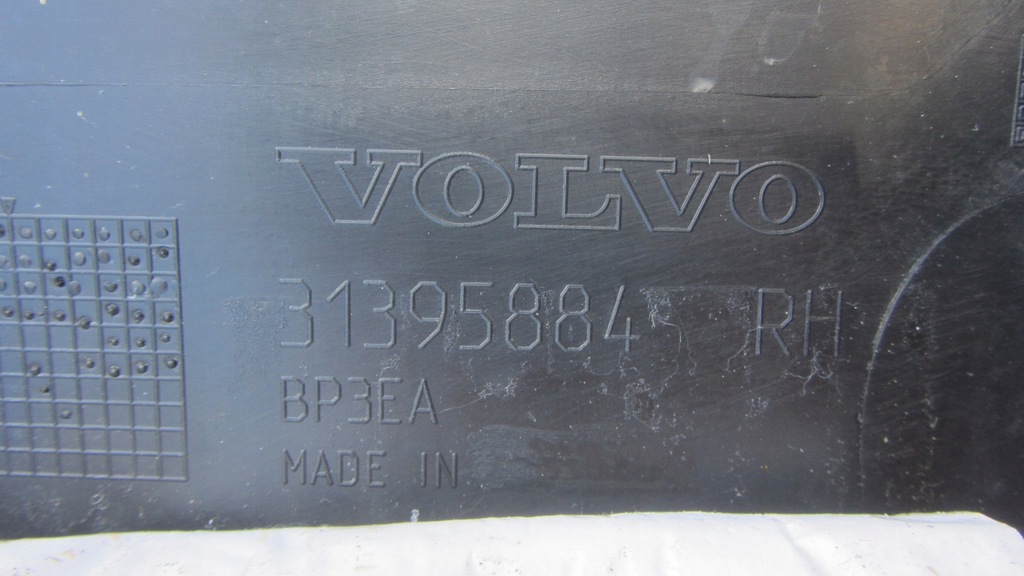 VOLVO
31395884 RH
BP3EA
MADE IN